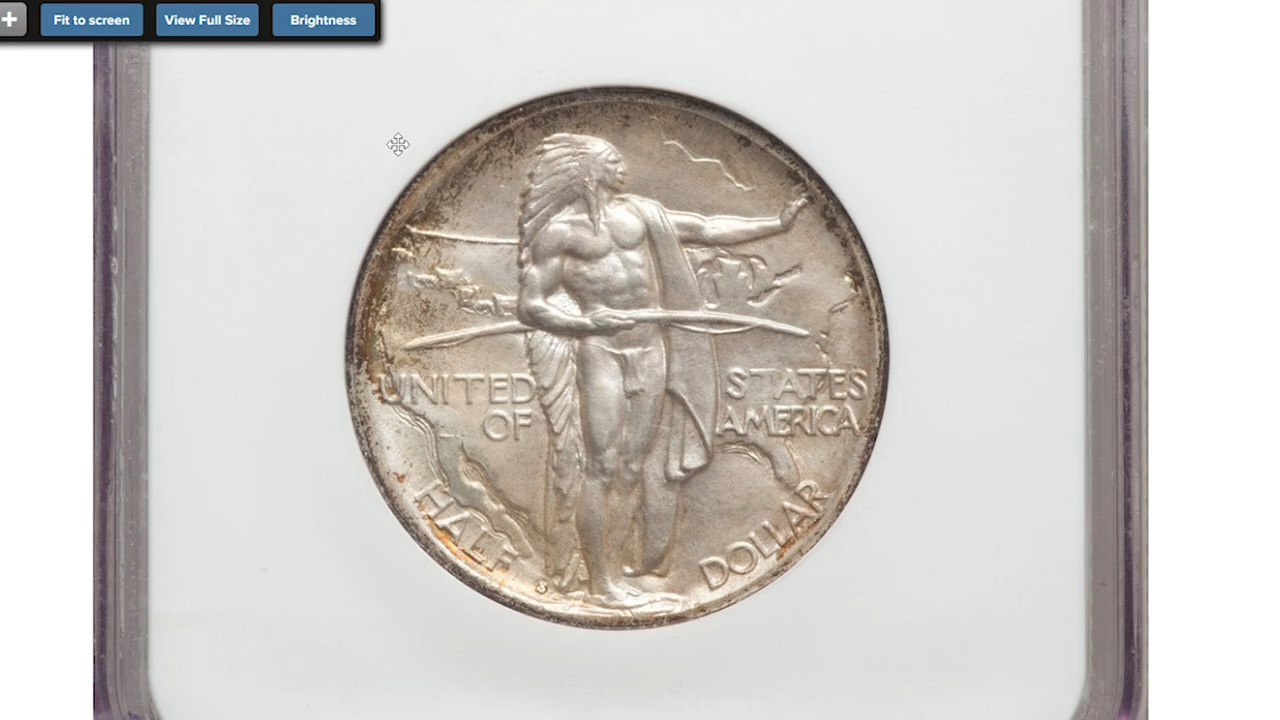 Fit to screen
View Full Size
Brightness
UNITED STATES
OF AMERICA
HALF DOLLAR
S